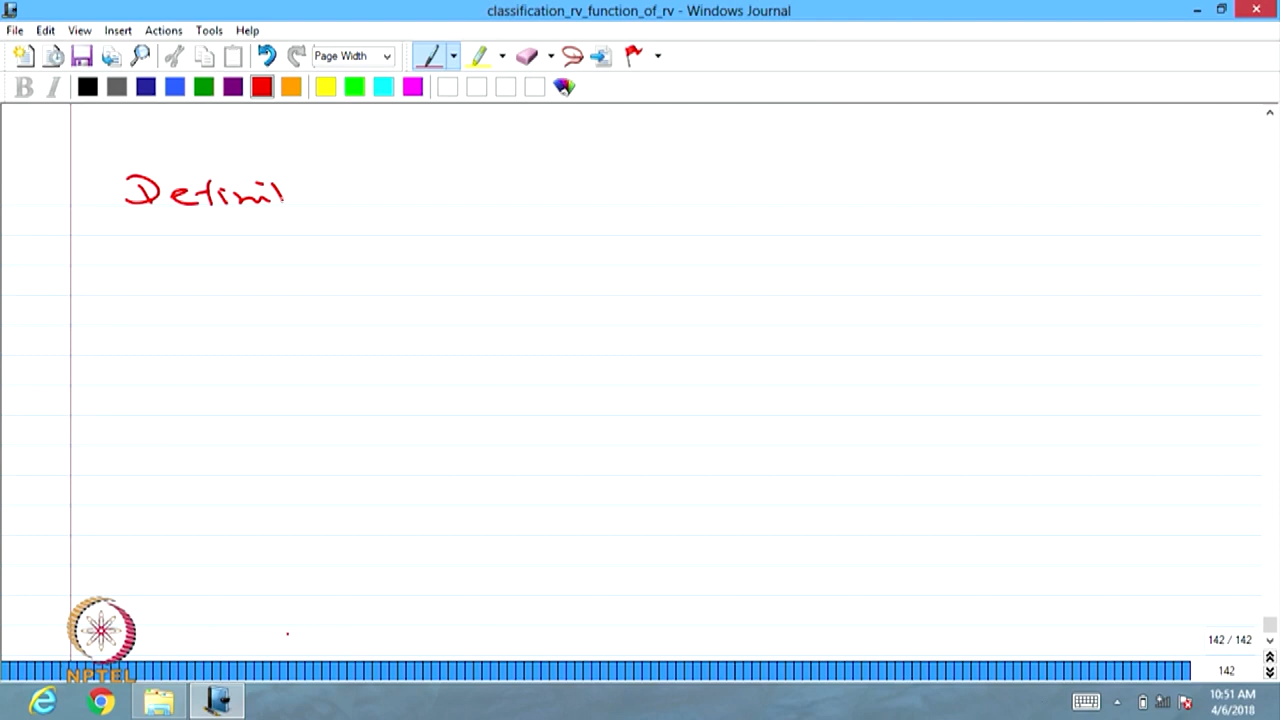 classification_rv_function_of_rv - Windows Journal
File Edit View Insert Actions Tools Help
Page Width
B I
Definit
142 / 142
142
NPTEL
10:51 AM
4/6/2018